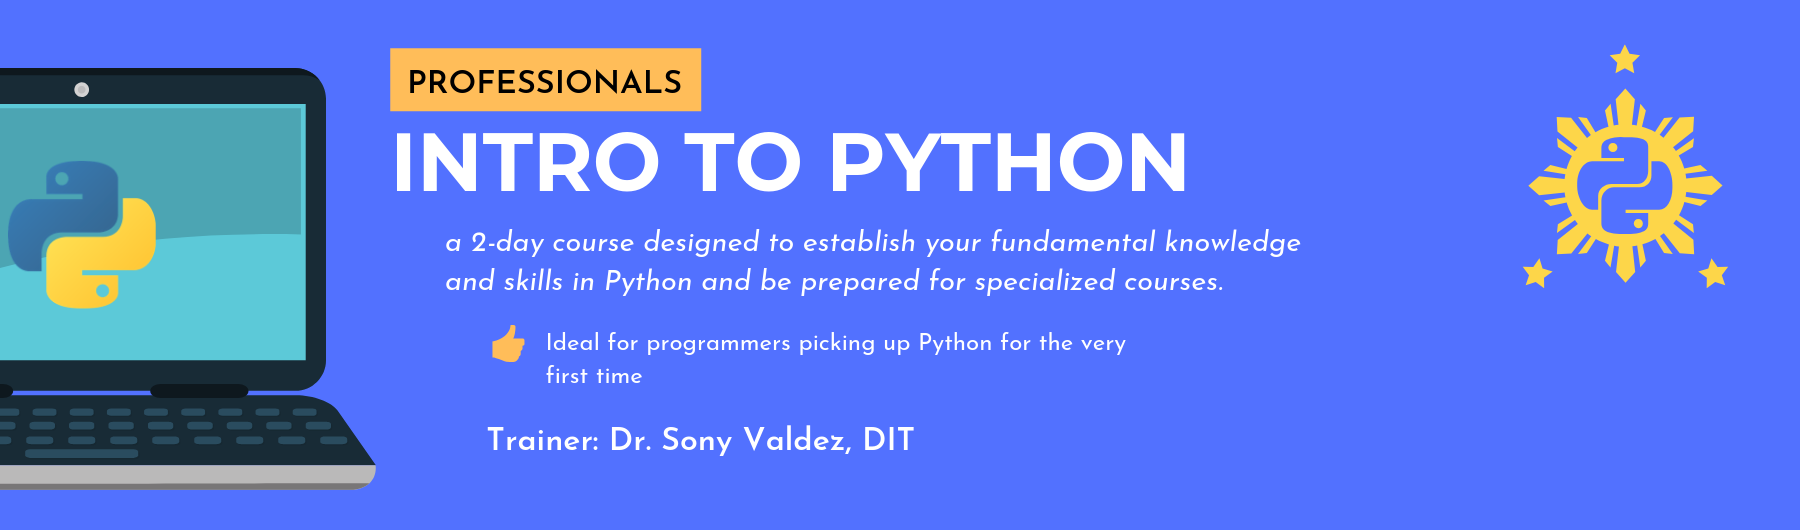 PROFESSIONALS
INTRO TO PYTHON
a 2-day course designed to establish your fundamental knowledge
and skills in Python and be prepared for specialized courses.
Ideal for programmers picking up Python for the very
first time
Trainer: Dr. Sony Valdez, DIT